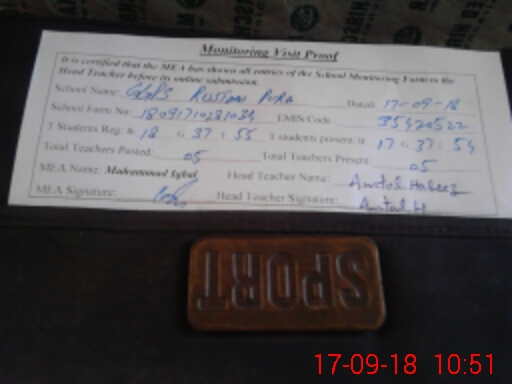 Monitoring Visit Proof
It is certified that the MEA has shown all entries of the School Monitoring Form to the
Head Teacher before its online submission.
School Name: GGPS Rustam Pura Dated: 17-09-18
School Form No: EMIS Code: 35420522
T Students Reg: B 18 G 37 : 55 T students present: B 17 G 37 : 54
Total Teachers Posted: 05 Total Teachers Present: 05
MEA Name: Muhammad Iqbal Head Teacher Name: Amtul Hafeez
MEA Signature: Head Teacher Signature: Amtul H
SPORT
17-09-18 10:51